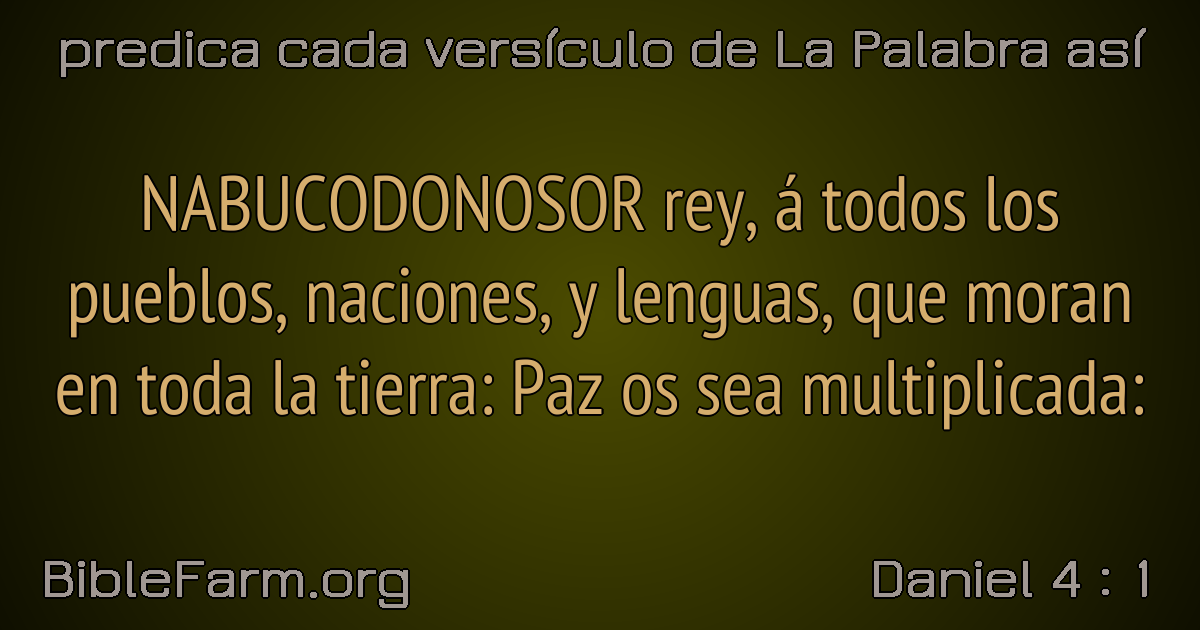 predica cada versículo de La Palabra así
NABUCODONOSOR rey, á todos los
pueblos, naciones, y lenguas, que moran
en toda la tierra: Paz os sea multiplicada:
BibleFarm.org
Daniel 4 : 1